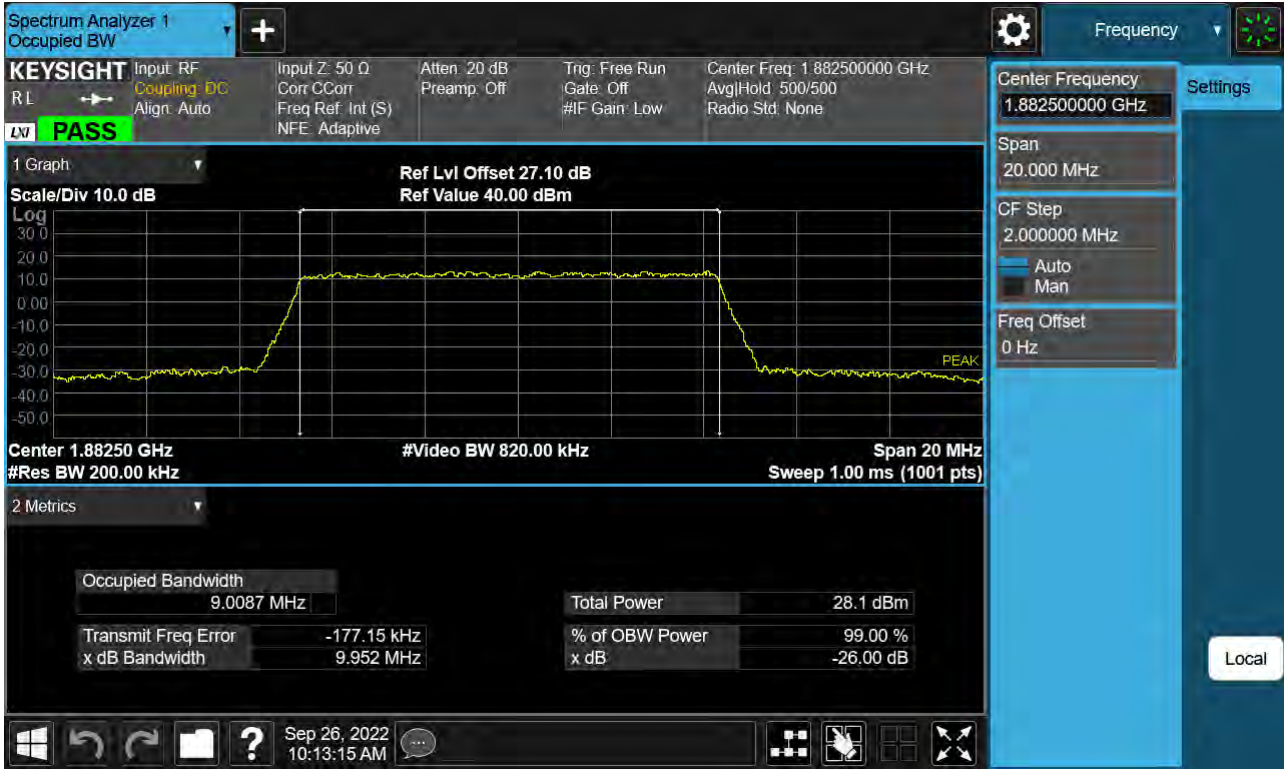 Spectrum Analyzer 1
Occupied BW
+
Frequency
KEYSIGHT
RL
LXI
PASS
Input: RF
Coupling: DC
Align: Auto
Input Z: 50 Ω
Corr CCorr
Freq Ref: Int (S)
NFE: Adaptive
Atten: 20 dB
Preamp: Off
Trig: Free Run
Gate: Off
#IF Gain: Low
Center Freq: 1.882500000 GHz
Avg|Hold: 500/500
Radio Std: None
1 Graph
Scale/Div 10.0 dB
Ref Lvl Offset 27.10 dB
Ref Value 40.00 dBm
Log
30.0
20.0
10.0
0.00
-10.0
-20.0
-30.0
-40.0
-50.0
PEAK
Center 1.88250 GHz
#Video BW 820.00 kHz
Span 20 MHz
#Res BW 200.00 kHz
Sweep 1.00 ms (1001 pts)
2 Metrics
Occupied Bandwidth
9.0087 MHz
Total Power 28.1 dBm
Transmit Freq Error -177.15 kHz
% of OBW Power 99.00 %
x dB Bandwidth 9.952 MHz
x dB -26.00 dB
Center Frequency
1.882500000 GHz
Span
20.000 MHz
CF Step
2.000000 MHz
Auto
Man
Freq Offset
0 Hz
Settings
Local
?
Sep 26, 2022
10:13:15 AM